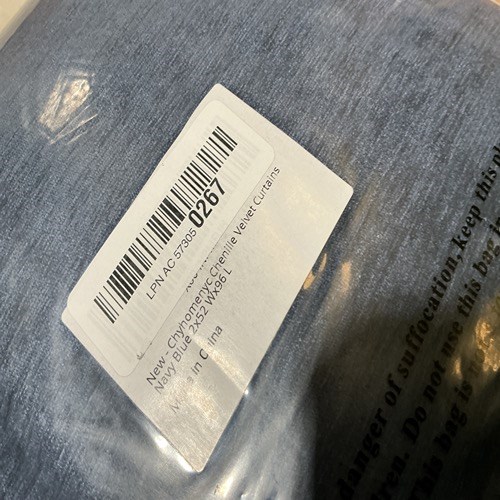 LPN AC 57305 0267
New - Chynomenyc Chenille Velvet Curtains
Navy Blue 2x52 Wx96 L
Made in China
danger of suffocation, keep this
Do not use this bag in
this bag is